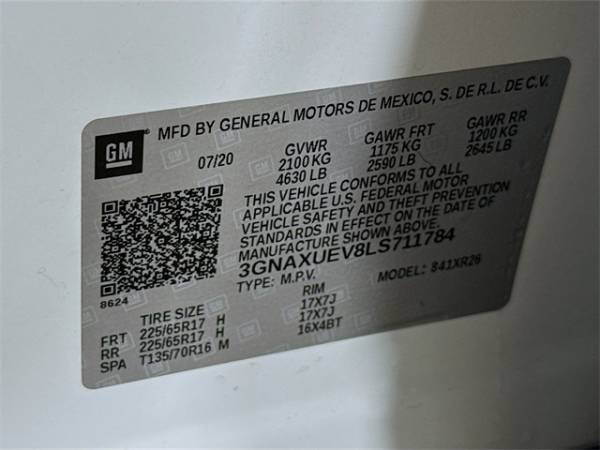 GM
MFD BY GENERAL MOTORS DE MEXICO, S. DE R.L. DE C.V.
07/20 GVWR GAWR FRT GAWR RR
2100 KG 1175 KG 1200 KG
4630 LB 2590 LB 2645 LB
THIS VEHICLE CONFORMS TO ALL
APPLICABLE U.S. FEDERAL MOTOR
VEHICLE SAFETY AND THEFT PREVENTION
STANDARDS IN EFFECT ON THE DATE OF
MANUFACTURE SHOWN ABOVE.
3GNAXUEV8LS711784
TYPE: M.P.V. MODEL: 841XR26
8624
TIRE SIZE RIM
FRT 225/65R17 H 17X7J
RR 225/65R17 H 17X7J
SPA T135/70R16 M 16X4BT